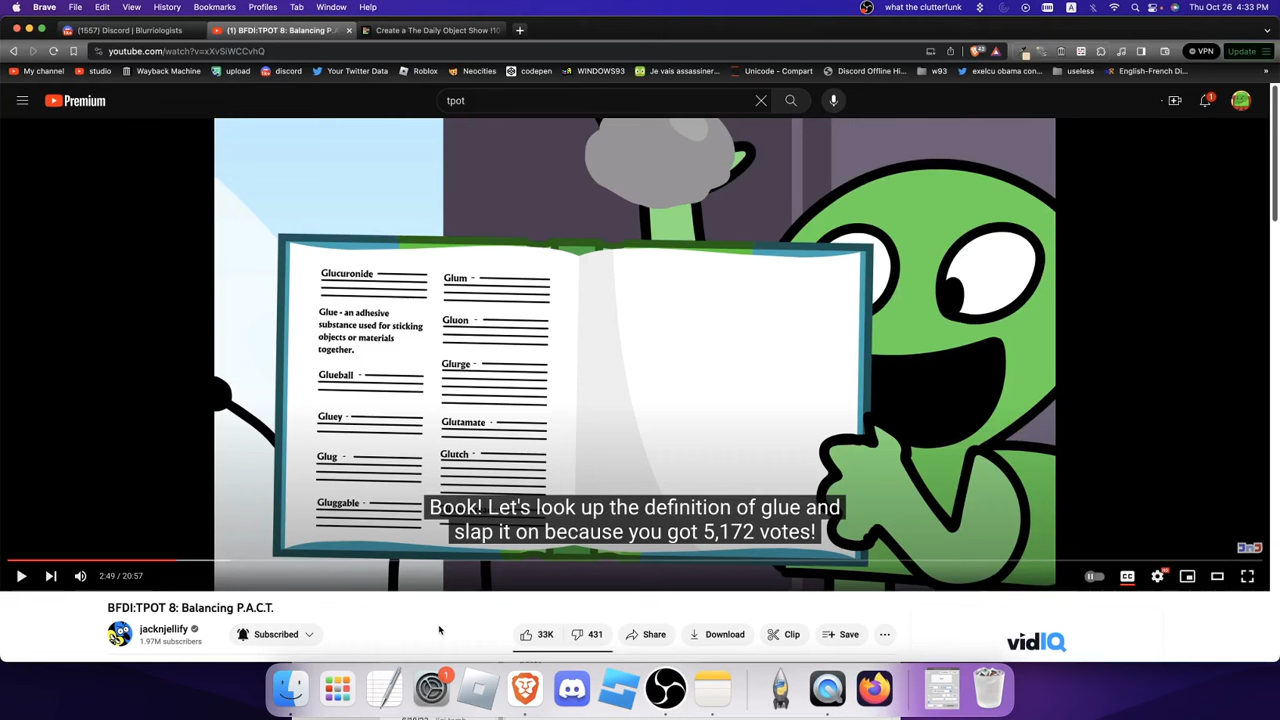 Brave File Edit View History Bookmarks Profiles Tab Window Help
what the clutterfunk
Thu Oct 26 4:33 PM
(1557) Discord | Blurriologists
(1) BFDI:TPOT 8: Balancing P.A.
Create a The Daily Object Show !10
youtube.com/watch?v=xXvSiWCCvhQ
43
VPN
Update
My channel
studio
Wayback Machine
upload
discord
Your Twitter Data
Roblox
Neocities
codepen
WINDOWS93
Je vais assassiner...
Unicode - Compart
Discord Offline Hi...
w93
exelcu obama con...
useless
English-French Di...
Premium
tpot
1
Glucuronide
Glue - an adhesive
substance used for sticking
objects or materials
together.
Glueball -
Gluey -
Glug -
Gluggable -
Glum -
Gluon -
Glurge -
Glutamate -
Glutch -
Book! Let's look up the definition of glue and
slap it on because you got 5,172 votes!
2:49 / 20:57
CC
BFDI:TPOT 8: Balancing P.A.C.T.
jacknjellify
1.97M subscribers
Subscribed
33K
431
Share
Download
Clip
Save
vidIQ
1